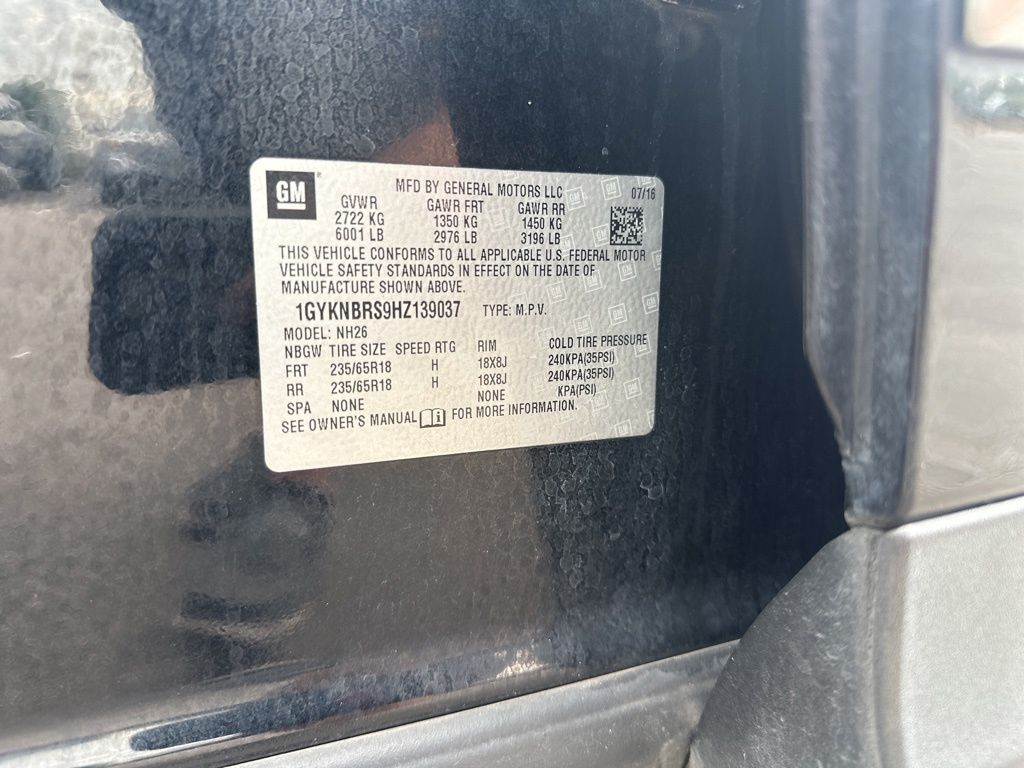 GM
MFD BY GENERAL MOTORS LLC 07/16
GVWR GAWR FRT GAWR RR
2722 KG 1350 KG 1450 KG
6001 LB 2976 LB 3196 LB
THIS VEHICLE CONFORMS TO ALL APPLICABLE U.S. FEDERAL MOTOR
VEHICLE SAFETY STANDARDS IN EFFECT ON THE DATE OF
MANUFACTURE SHOWN ABOVE.
1GYKNBRS9HZ139037 TYPE: M.P.V.
MODEL: NH26
NBGW TIRE SIZE SPEED RTG RIM COLD TIRE PRESSURE
FRT 235/65R18 H 18X8J 240KPA(35PSI)
RR 235/65R18 H 18X8J 240KPA(35PSI)
SPA NONE NONE KPA(PSI)
SEE OWNER'S MANUAL i FOR MORE INFORMATION.